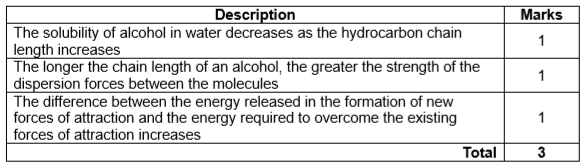 Description Marks
The solubility of alcohol in water decreases as the hydrocarbon chain
length increases
1
The longer the chain length of an alcohol, the greater the strength of the
dispersion forces between the molecules
1
The difference between the energy released in the formation of new
forces of attraction and the energy required to overcome the existing
forces of attraction increases
1
Total 3